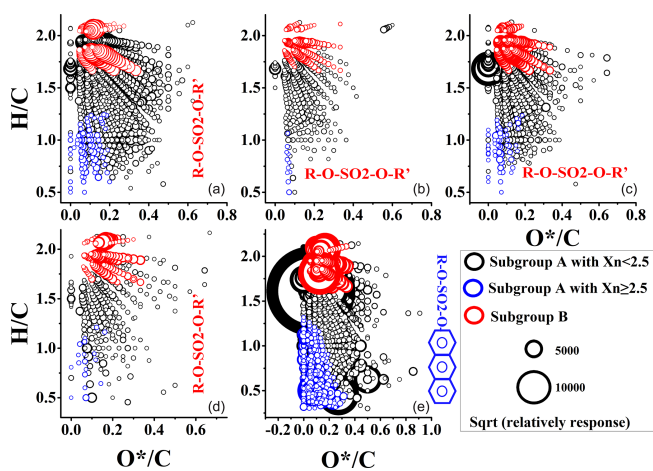 2.0
1.5
1.0
0.5
H/C
(a)
R-O-SO2-O-R'
0.0 0.2 0.4 0.6 0.8
2.0
1.5
1.0
0.5
(b)
R-O-SO2-O-R'
0.0 0.2 0.4 0.6 0.8
2.0
1.5
1.0
0.5
(c)
R-O-SO2-O-R'
0.0 0.2 0.4 0.6 0.8
O*/C
2.0
1.5
1.0
0.5
H/C
(d)
R-O-SO2-O-R'
0.0 0.2 0.4 0.6
O*/C
2.0
1.5
1.0
0.5
(e)
R-O-SO2-O
-0.2 0.0 0.2 0.4 0.6 0.8 1.0
O*/C
Subgroup A with Xn<2.5
Subgroup A with Xn≥2.5
Subgroup B
5000
10000
Sqrt (relatively response)